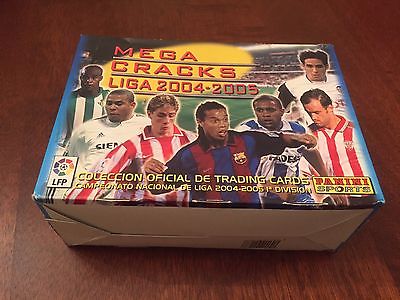 MEGA
CRACKS
LIGA 2004-2005
SIEM
LFP
COLECCION OFICIAL DE TRADING-CARDS
CAMPEONATO NACIONAL DE LIGA 2004-2005 1ª DIVISION
PANINI
SPORTS